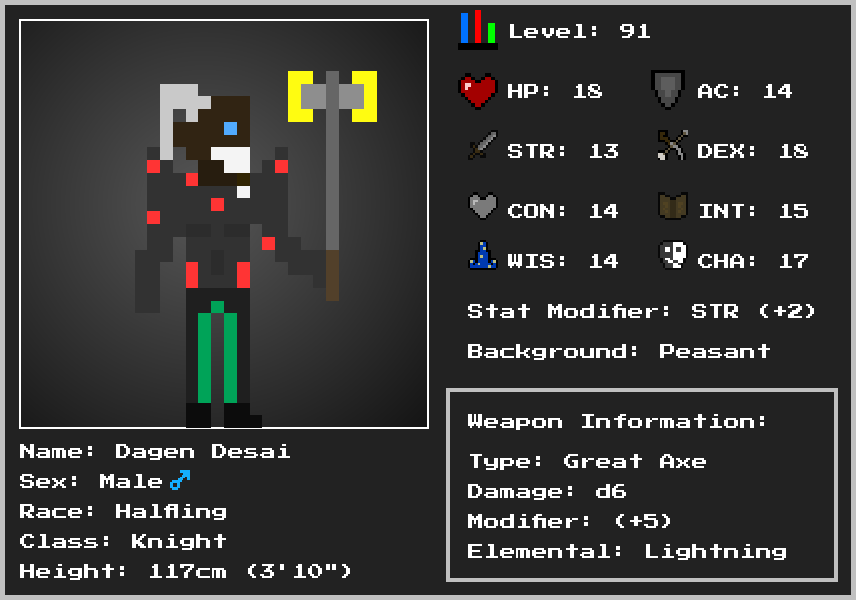 Level: 91
HP: 18
AC: 14
STR: 13
DEX: 18
CON: 14
INT: 15
WIS: 14
CHA: 17
Stat Modifier: STR (+2)
Background: Peasant
Weapon Information:
Type: Great Axe
Damage: d6
Modifier: (+5)
Elemental: Lightning
Name: Dagen Desai
Sex: Male ♂
Race: Halfling
Class: Knight
Height: 117cm (3'10")